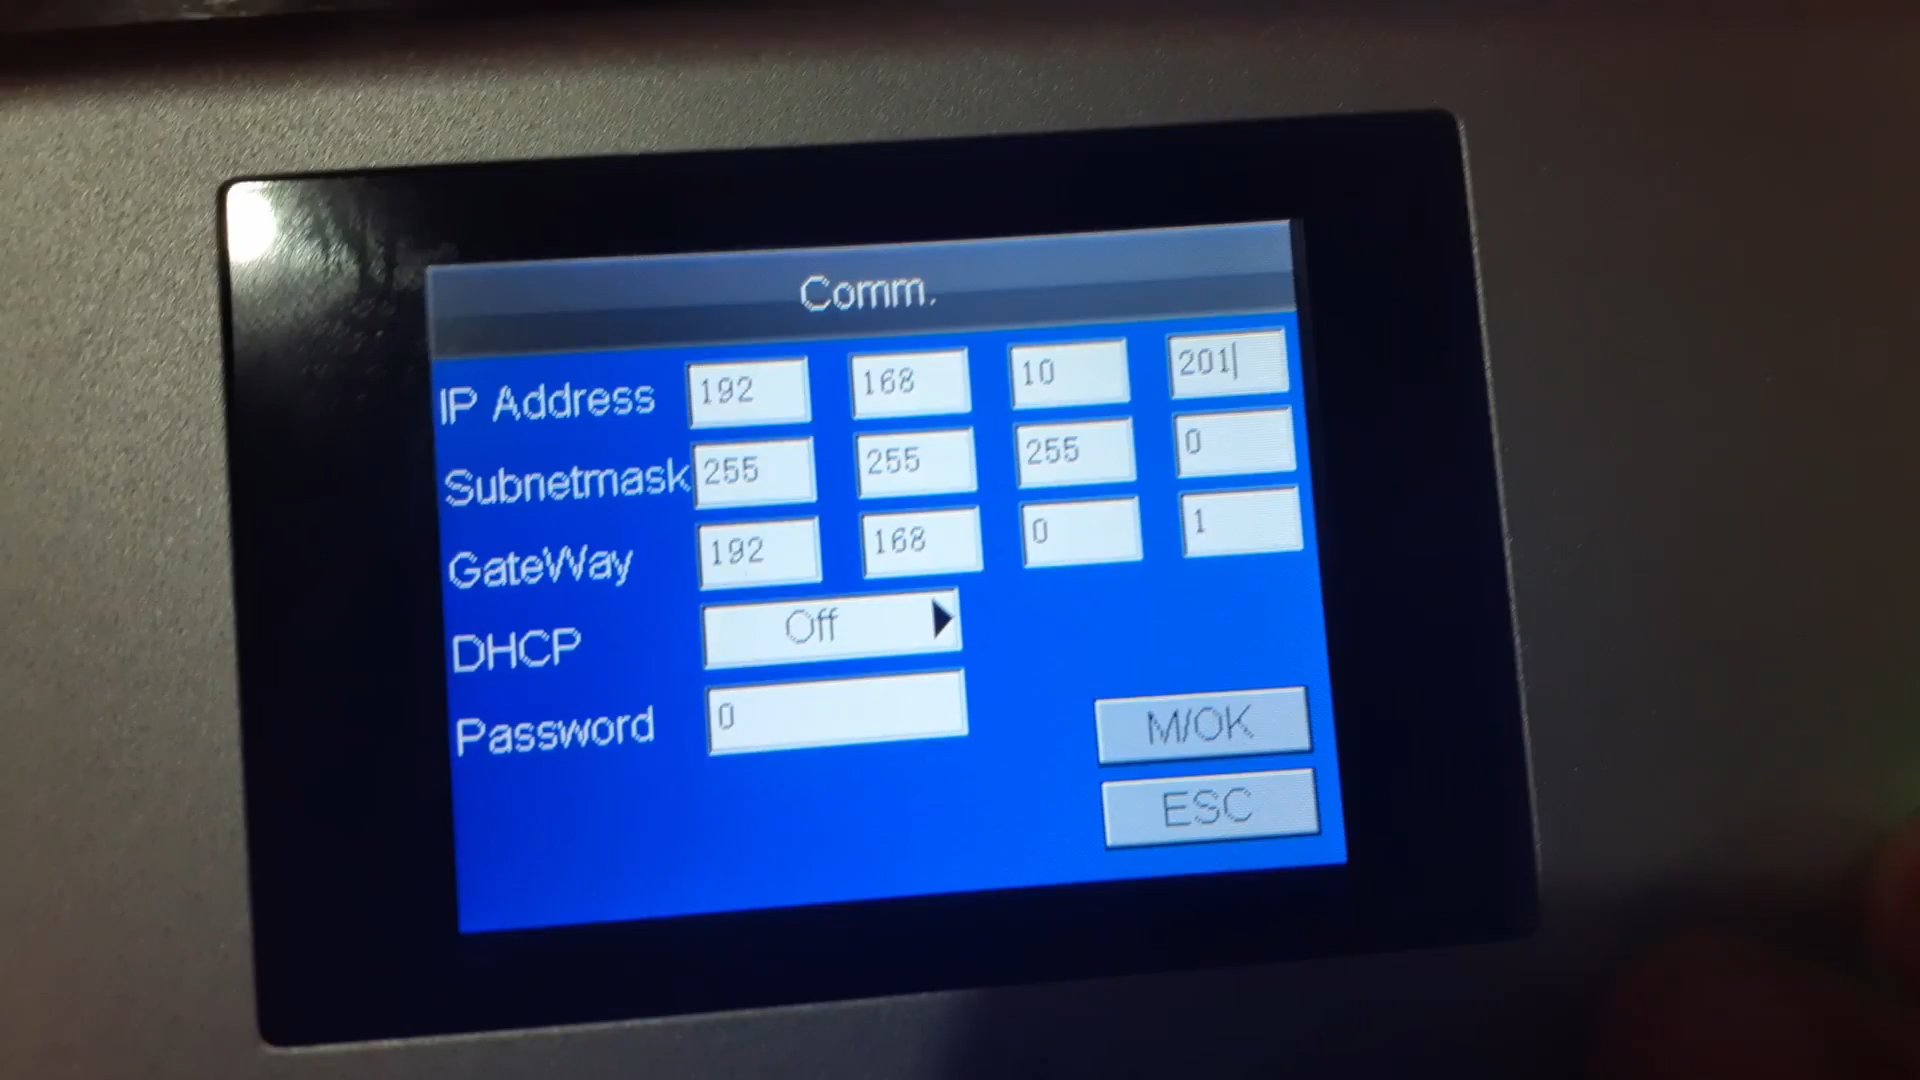 Comm.
IP Address 192 168 10 201
Subnetmask 255 255 255 0
GateWay 192 168 0 1
DHCP Off
Password 0
M/OK
ESC